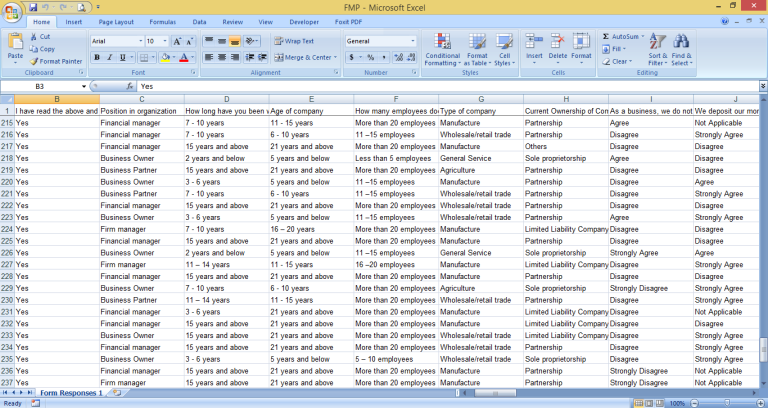 FMP - Microsoft Excel
Home Insert Page Layout Formulas Data Review View Developer Foxit PDF
Cut Arial 10 Wrap Text General AutoSum
Copy Fill
Paste Format Painter Merge & Center Conditional Formatting Format as Table Cell Styles Insert Delete Format Clear Sort & Filter Find & Select
Clipboard Font Alignment Number Styles Cells Editing
B3 Yes
B C D E F G H I J
1 I have read the above and Position in organization How long have you been Age of company How many employees do Type of company Current Ownership of Con As a business, we do not We deposit our mor
215 Yes Financial manager 7 - 10 years 11 - 15 years More than 20 employees Manufacture Partnership Agree Not Applicable
216 Yes Financial manager 7 - 10 years 6 - 10 years 11 –15 employees Wholesale/retail trade Partnership Disagree Strongly Agree
217 Yes Financial manager 15 years and above 21 years and above More than 20 employees Manufacture Others Disagree Disagree
218 Yes Business Owner 2 years and below 5 years and below Less than 5 employees General Service Sole proprietorship Agree Disagree
219 Yes Business Partner 15 years and above 21 years and above More than 20 employees Agriculture Partnership Disagree Disagree
220 Yes Business Owner 3 - 6 years 5 years and below 11 –15 employees Manufacture Partnership Disagree Agree
221 Yes Business Partner 7 - 10 years 6 - 10 years 11 –15 employees Wholesale/retail trade Partnership Disagree Strongly Agree
222 Yes Financial manager 15 years and above 21 years and above 11 –15 employees Wholesale/retail trade Partnership Disagree Disagree
223 Yes Business Owner 3 - 6 years 5 years and below 11 –15 employees Wholesale/retail trade Partnership Agree Strongly Agree
224 Yes Firm manager 7 - 10 years 16 – 20 years More than 20 employees Manufacture Limited Liability Company Disagree Disagree
225 Yes Financial manager 15 years and above 21 years and above More than 20 employees Manufacture Partnership Disagree Disagree
226 Yes Business Owner 2 years and below 5 years and below 11 –15 employees General Service Sole proprietorship Strongly Agree Agree
227 Yes Firm manager 11 – 14 years 11 - 15 years 16 –20 employees Manufacture Limited Liability Company Disagree Strongly Agree
228 Yes Financial manager 15 years and above 21 years and above More than 20 employees Manufacture Partnership Disagree Disagree
229 Yes Business Owner 7 - 10 years 6 - 10 years More than 20 employees Agriculture Sole proprietorship Strongly Disagree Strongly Agree
230 Yes Business Partner 11 – 14 years 11 - 15 years More than 20 employees Wholesale/retail trade Partnership Disagree Strongly Agree
231 Yes Financial manager 3 - 6 years 21 years and above More than 20 employees Manufacture Limited Liability Company Disagree Not Applicable
232 Yes Financial manager 15 years and above 21 years and above More than 20 employees Manufacture Limited Liability Company Disagree Disagree
233 Yes Business Owner 15 years and above 21 years and above More than 20 employees Wholesale/retail trade Limited Liability Company Disagree Strongly Agree
234 Yes Financial manager 15 years and above 21 years and above More than 20 employees Wholesale/retail trade Partnership Disagree Strongly Agree
235 Yes Business Owner 3 - 6 years 5 years and below 5 – 10 employees Wholesale/retail trade Sole proprietorship Disagree Strongly Agree
236 Yes Financial manager 15 years and above 21 years and above More than 20 employees Manufacture Partnership Strongly Disagree Not Applicable
237 Yes Firm manager 15 years and above 21 years and above More than 20 employees Manufacture Partnership Strongly Disagree Not Applicable
Form Responses 1
Ready 100%